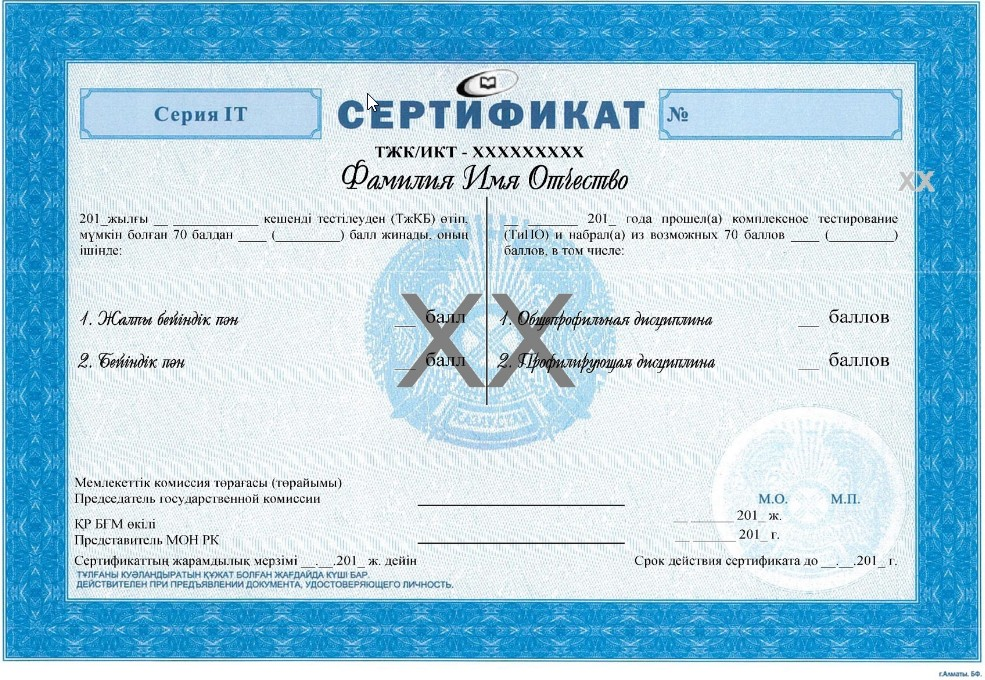 Серия IT
СЕРТИФИКАТ
№
ТЖК/ИКТ - XXXXXXXXX
Фамилия Имя Отчество
XX
201_жылғы __ ____________ кешенді тестілеуден (ТжКБ) өтіп,
мүмкін болған 70 балдан ____ (_________) балл жинады, оның
ішінде:
__ ________ 201_ года прошел(а) комплексное тестирование
(ТиПО) и набрал(а) из возможных 70 баллов ____ (_________)
баллов, в том числе:
XX
1. Жалпы бейіндік пән __ балл
2. Бейіндік пән __ балл
1. Общепрофильная дисциплина __ баллов
2. Профилирующая дисциплина __ баллов
ҚАЗАҚСТАН
Мемлекеттік комиссия төрағасы (төрайымы)
Председатель государственной комиссии
М.О. М.П.
ҚР БҒМ өкілі
Представитель МОН РК
__ ______ 201_ ж.
__ ______ 201_ г.
Сертификаттың жарамдылық мерзімі __.__.201_ ж. дейін
Срок действия сертификата до __.__.201_ г.
ТҰЛҒАНЫ КУӘЛАНДЫРАТЫН ҚҰЖАТ БОЛҒАН ЖАҒДАЙДА КҮШІ БАР.
ДЕЙСТВИТЕЛЕН ПРИ ПРЕДЪЯВЛЕНИИ ДОКУМЕНТА, УДОСТОВЕРЯЮЩЕГО ЛИЧНОСТЬ.
г.Алматы, БФ.